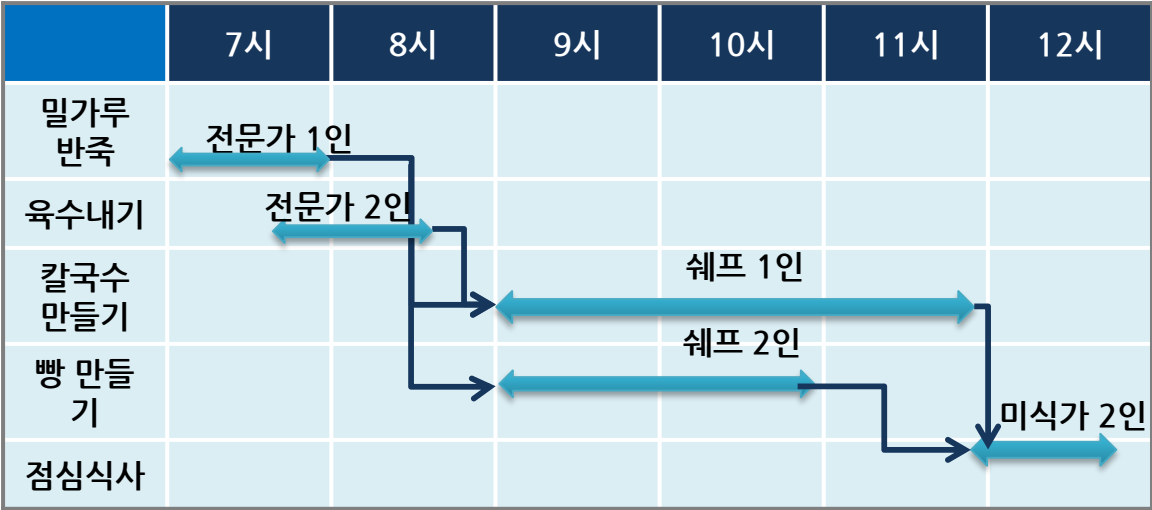 7시 8시 9시 10시 11시 12시
밀가루
반죽
전문가 1인
육수내기
전문가 2인
칼국수
만들기
쉐프 1인
빵 만들
기
쉐프 2인
점심식사
미식가 2인